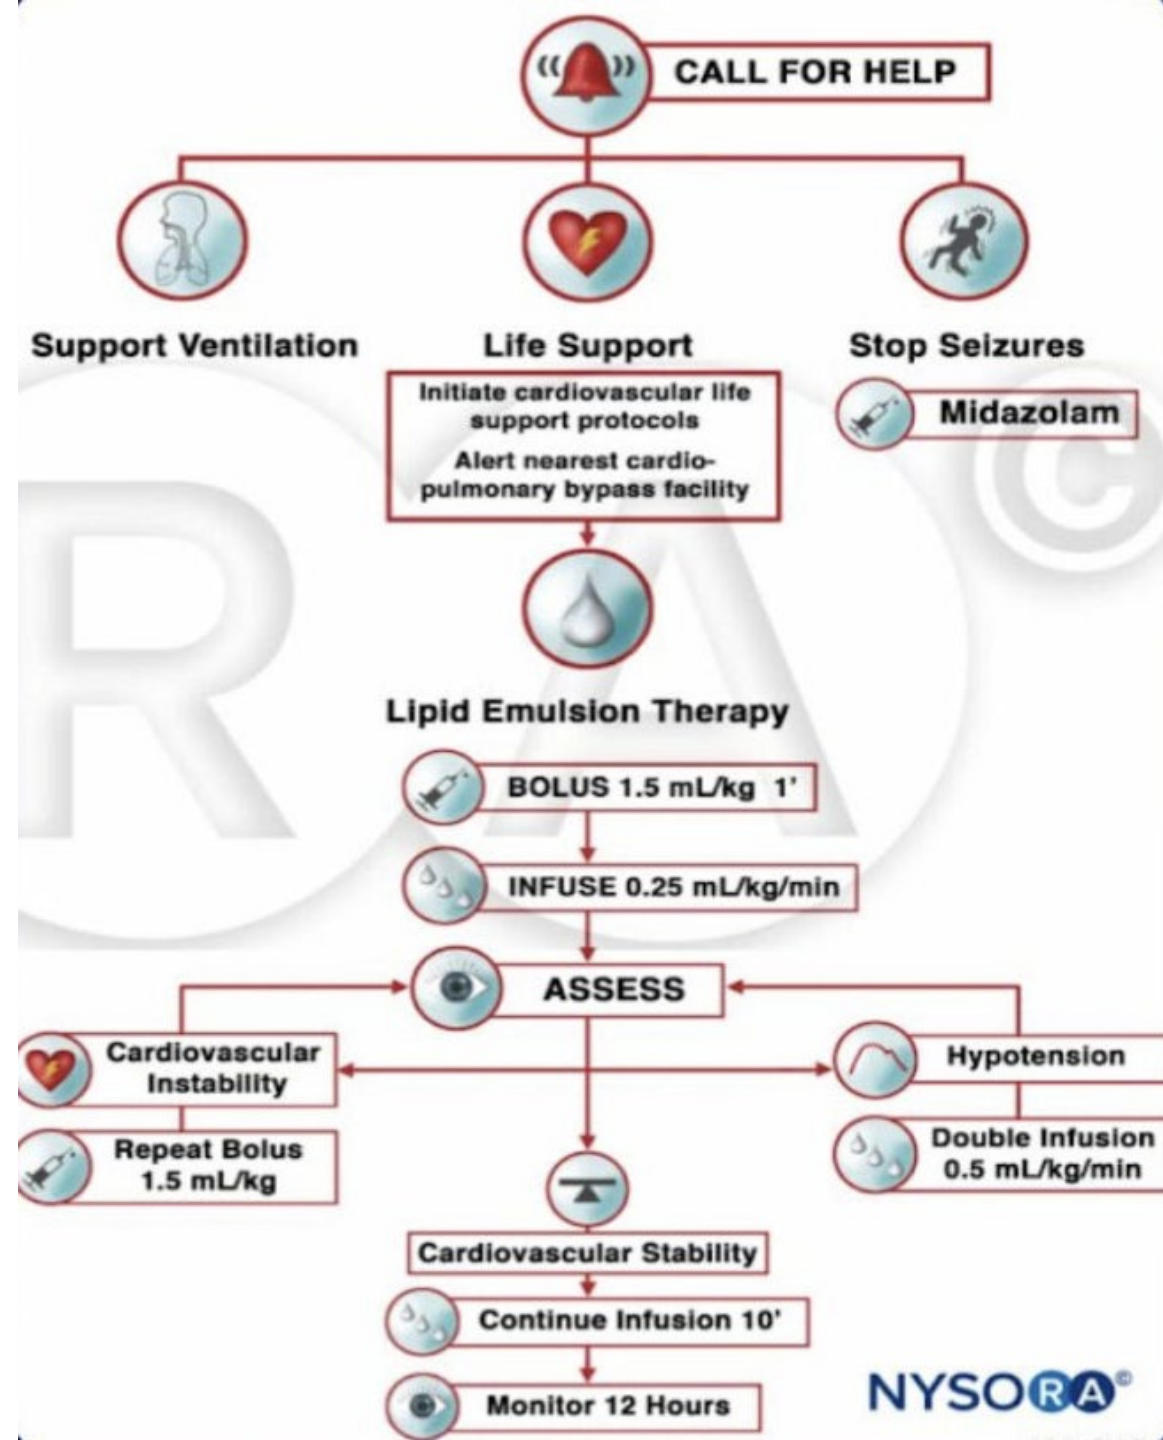 CALL FOR HELP
Support Ventilation
Life Support
Initiate cardiovascular life
support protocols
Alert nearest cardio-
pulmonary bypass facility
Stop Seizures
Midazolam
Lipid Emulsion Therapy
BOLUS 1.5 mL/kg 1'
INFUSE 0.25 mL/kg/min
ASSESS
Cardiovascular
Instability
Repeat Bolus
1.5 mL/kg
Hypotension
Double Infusion
0.5 mL/kg/min
Cardiovascular Stability
Continue Infusion 10'
Monitor 12 Hours
NYSORA©
RA©